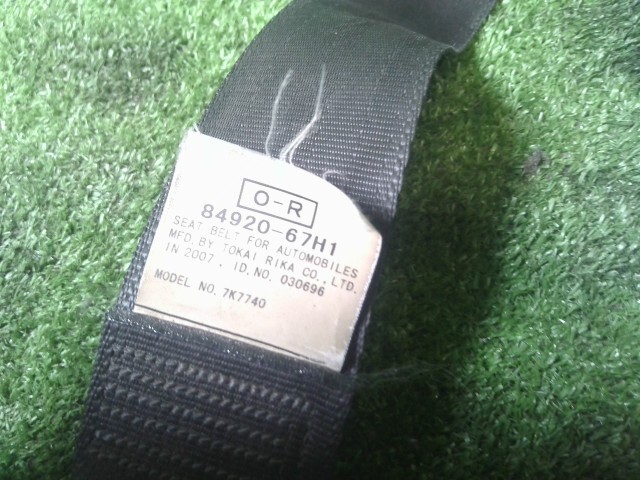 O-R
84920-67H1
SEAT BELT FOR AUTOMOBILES
MFD. BY TOKAI RIKA CO., LTD.
IN 2007. ID. NO. 030696
MODEL NO. 7K7740